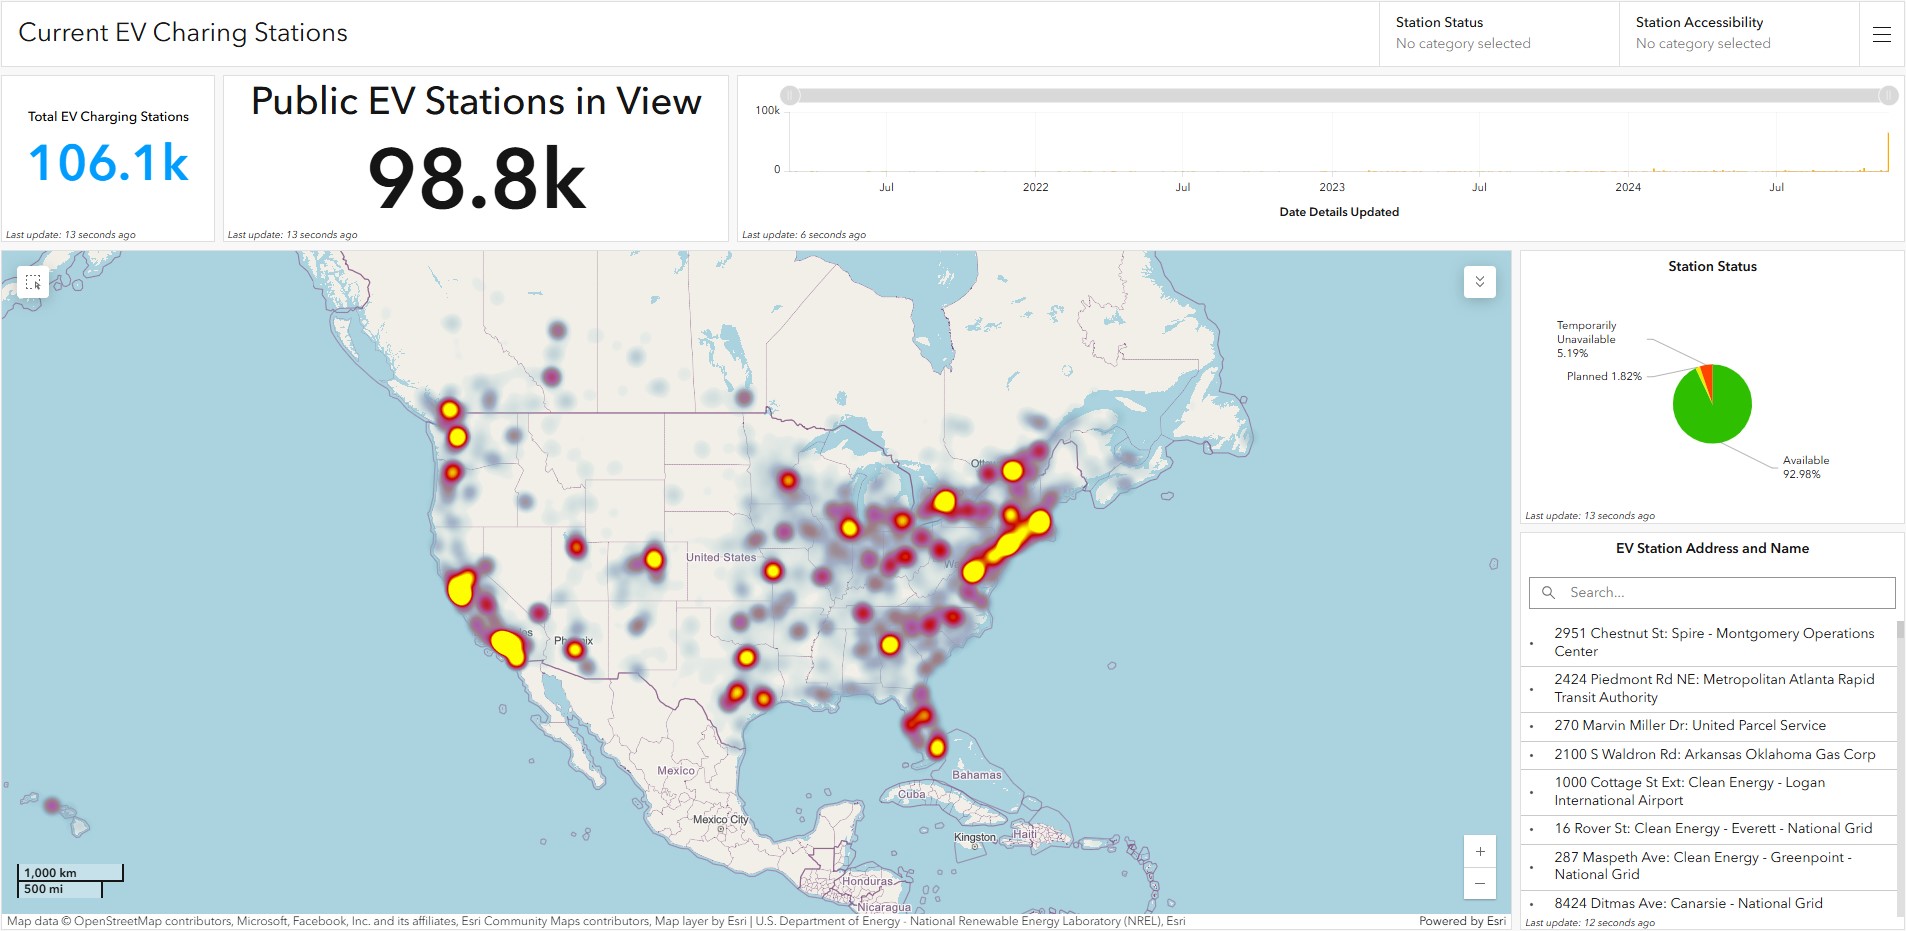 Current EV Charing Stations
Station Status
No category selected
Station Accessibility
No category selected
Total EV Charging Stations
106.1k
Last update: 13 seconds ago
Public EV Stations in View
98.8k
Last update: 13 seconds ago
100k
0
Jul
2022
Jul
2023
Jul
2024
Jul
Date Details Updated
Last update: 6 seconds ago
United States
Mexico
Mexico City
Bahamas
Cuba
Kingston
Haiti
Honduras
Nicaragua
1,000 km
500 mi
+
−
Map data © OpenStreetMap contributors, Microsoft, Facebook, Inc. and its affiliates, Esri Community Maps contributors, Map layer by Esri | U.S. Department of Energy - National Renewable Energy Laboratory (NREL), Esri
Powered by Esri
Station Status
Temporarily
Unavailable
5.19%
Planned 1.82%
Available
92.98%
Last update: 13 seconds ago
EV Station Address and Name
Search...
2951 Chestnut St: Spire - Montgomery Operations
Center
2424 Piedmont Rd NE: Metropolitan Atlanta Rapid
Transit Authority
270 Marvin Miller Dr: United Parcel Service
2100 S Waldron Rd: Arkansas Oklahoma Gas Corp
1000 Cottage St Ext: Clean Energy - Logan
International Airport
16 Rover St: Clean Energy - Everett - National Grid
287 Maspeth Ave: Clean Energy - Greenpoint -
National Grid
8424 Ditmas Ave: Canarsie - National Grid
Last update: 12 seconds ago